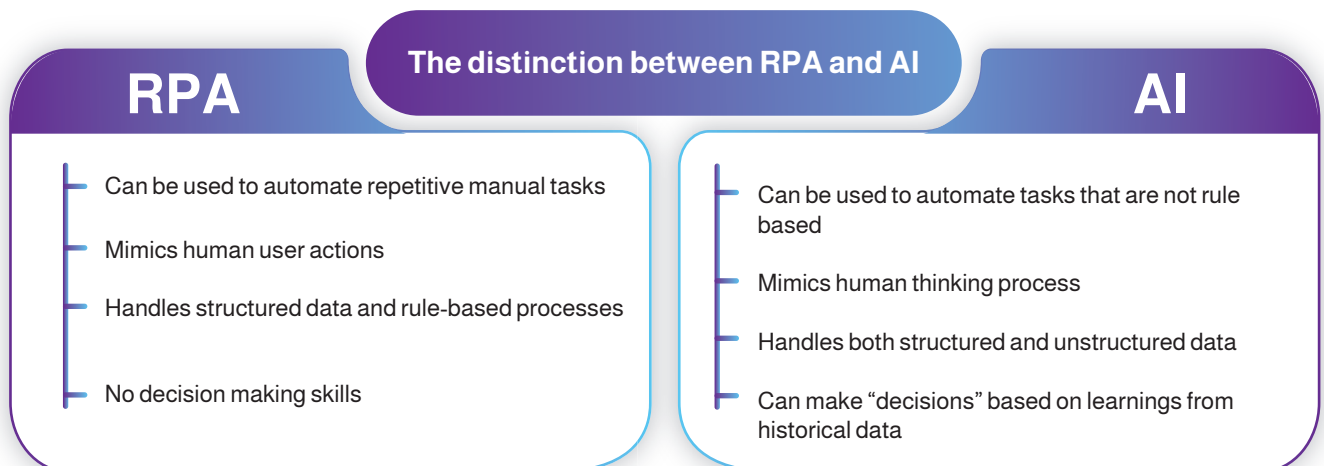 The distinction between RPA and AI
RPA
Can be used to automate repetitive manual tasks
Mimics human user actions
Handles structured data and rule-based processes
No decision making skills
AI
Can be used to automate tasks that are not rule
based
Mimics human thinking process
Handles both structured and unstructured data
Can make “decisions” based on learnings from
historical data